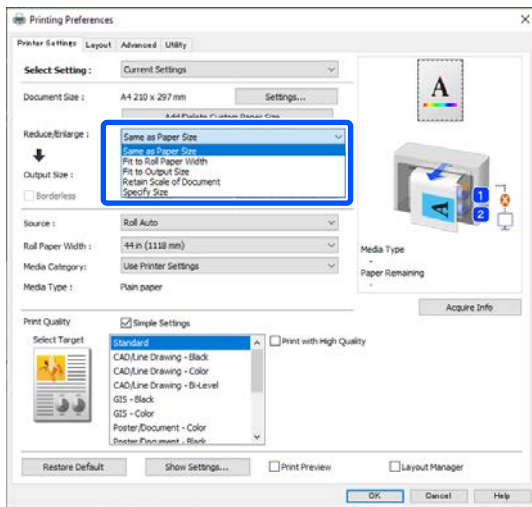 Printing Preferences
Printer Settings Layout Advanced Utility
Select Setting : Current Settings
Document Size : A4 210 x 297 mm Settings...
Add/Delete Custom Paper Size...
Reduce/Enlarge : Same as Paper Size
Same as Paper Size
Fit to Roll Paper Width
Fit to Output Size
Output Size :
Retain Scale of Document
Borderless Specify Size
Source : Roll Auto
Roll Paper Width : 44 in (1118 mm)
Media Category: Use Printer Settings
Media Type : Plain paper
A
1
2
A
Media Type
-
Paper Remaining
-
Acquire Info
Print Quality Simple Settings
Select Target Standard Print with High Quality
CAD/Line Drawing - Black
CAD/Line Drawing - Color
CAD/Line Drawing - Bi-Level
GIS - Black
GIS - Color
Poster/Document - Color
Poster/Document - Black
Restore Default Show Settings... Print Preview Layout Manager
OK Cancel Help